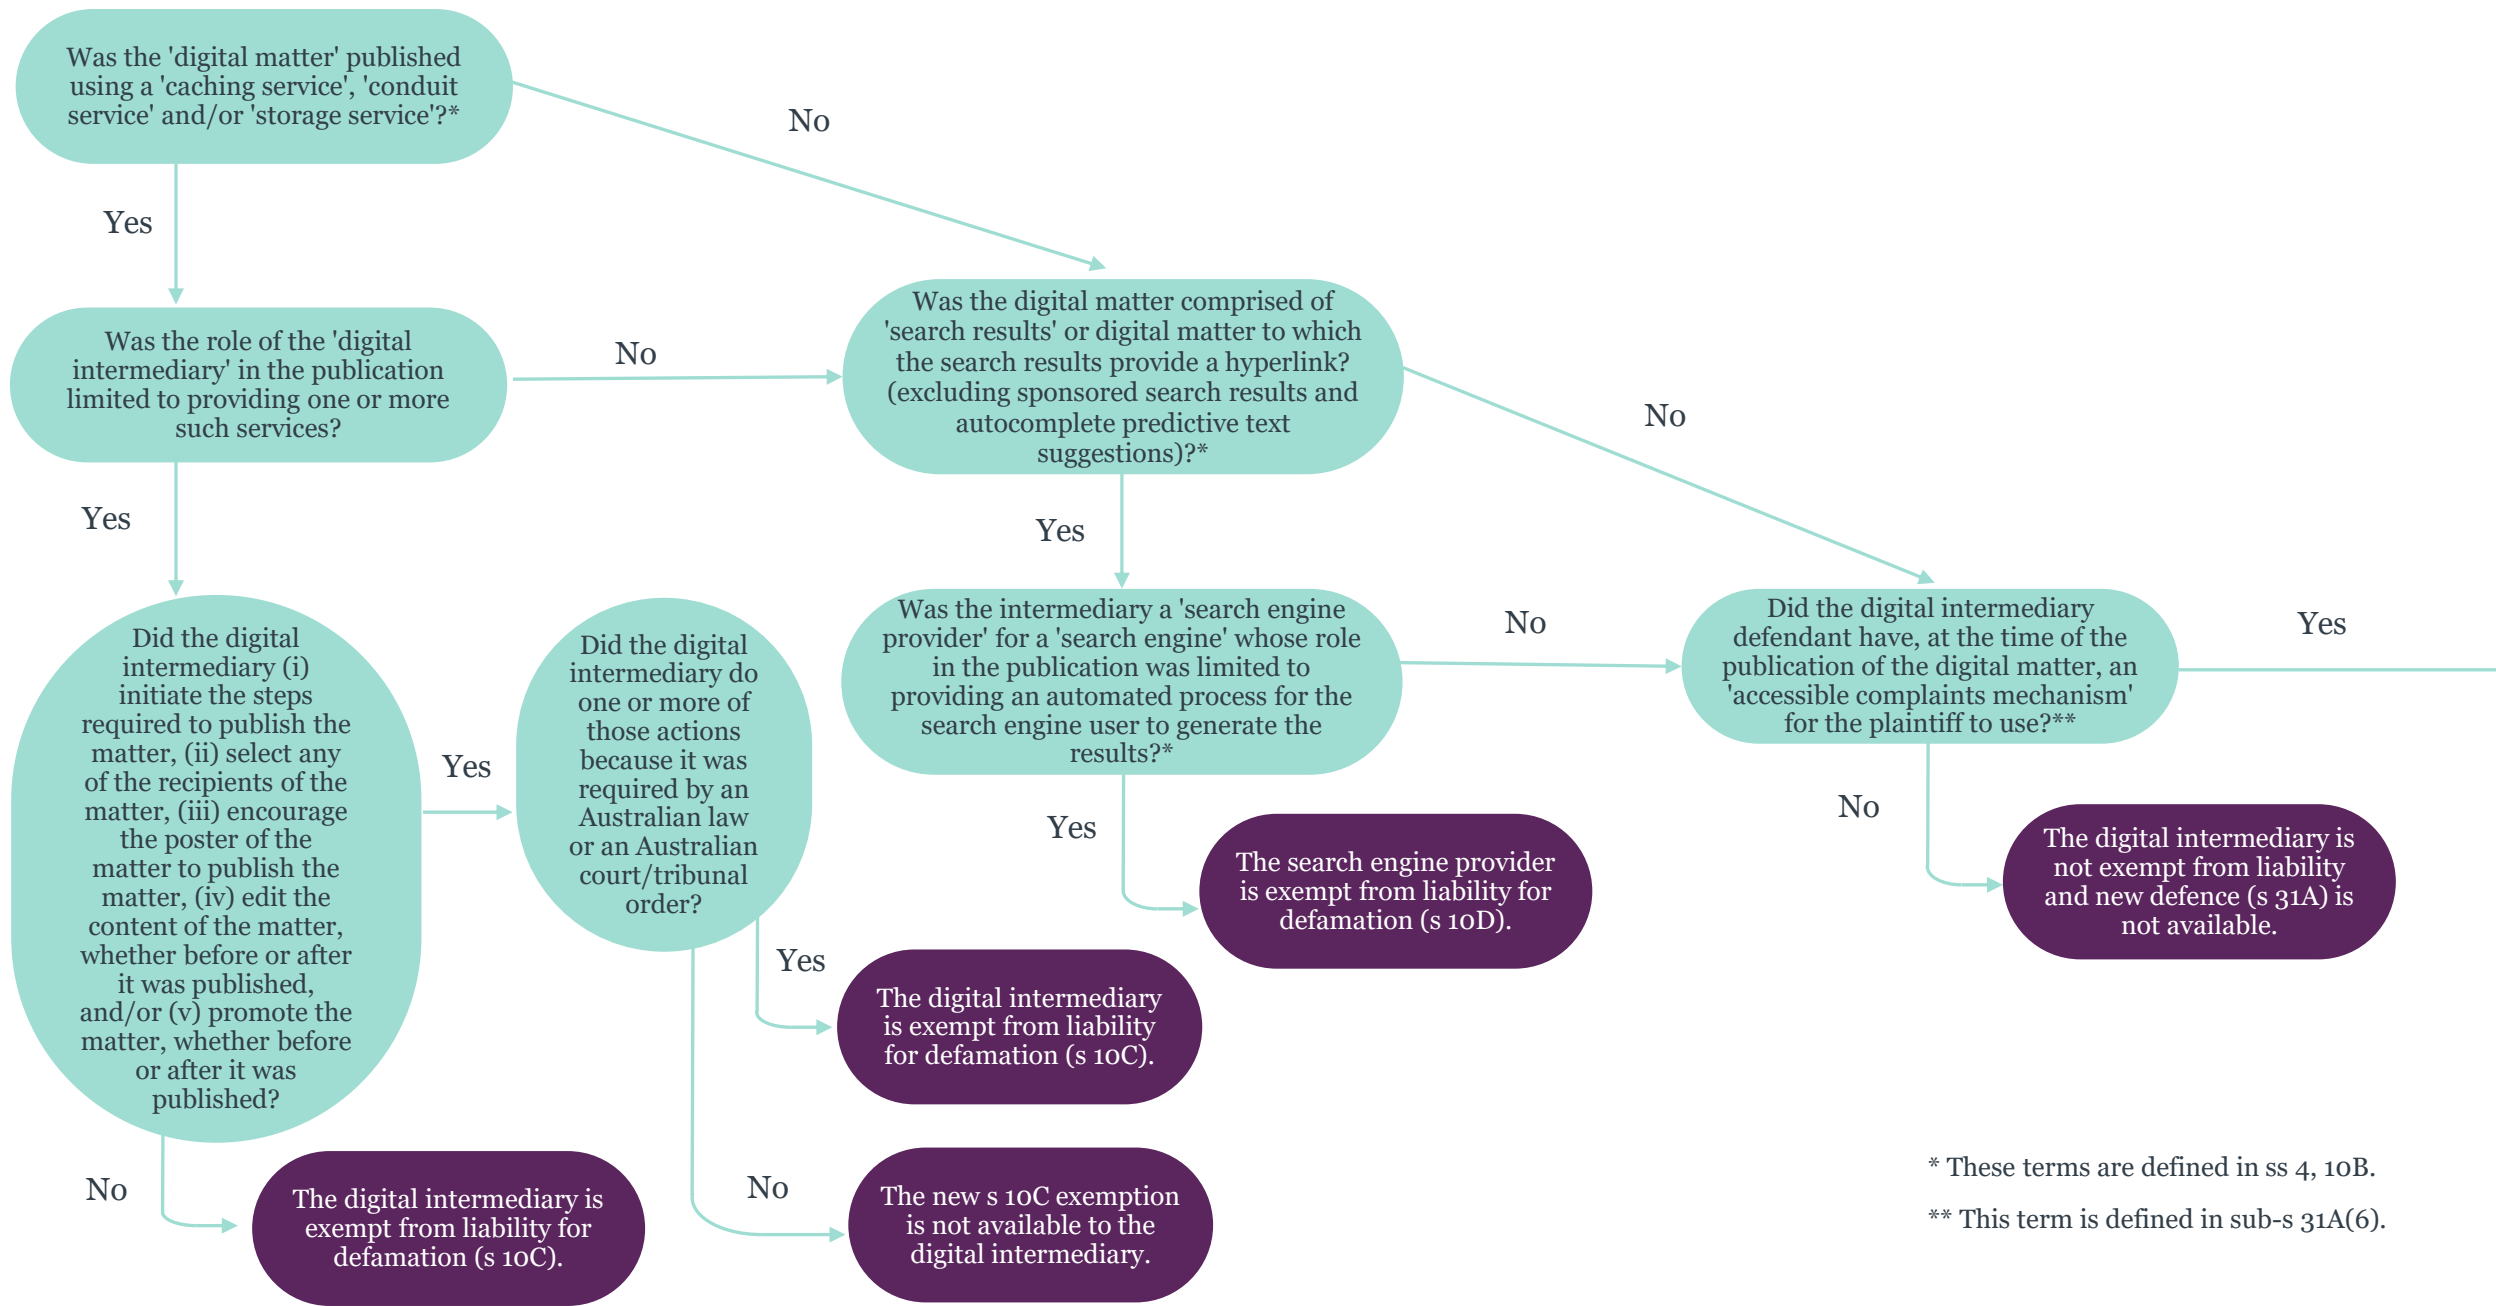 Was the 'digital matter' published
using a 'caching service', 'conduit
service' and/or 'storage service'?*
No
Yes
Was the role of the 'digital
intermediary' in the publication
limited to providing one or more
such services?
No
Yes
Was the digital matter comprised of
'search results' or digital matter to which
the search results provide a hyperlink?
(excluding sponsored search results and
autocomplete predictive text
suggestions)?*
No
Yes
Did the digital
intermediary (i)
initiate the steps
required to publish the
matter, (ii) select any
of the recipients of the
matter, (iii) encourage
the poster of the
matter to publish the
matter, (iv) edit the
content of the matter,
whether before or after
it was published,
and/or (v) promote the
matter, whether before
or after it was
published?
Yes
No
Did the digital
intermediary do
one or more of
those actions
because it was
required by an
Australian law
or an Australian
court/tribunal
order?
Yes
No
Was the intermediary a 'search engine
provider' for a 'search engine' whose role
in the publication was limited to
providing an automated process for the
search engine user to generate the
results?*
No
Yes
Did the digital intermediary
defendant have, at the time of the
publication of the digital matter, an
'accessible complaints mechanism'
for the plaintiff to use?**
Yes
No
The search engine provider
is exempt from liability for
defamation (s 10D).
The digital intermediary is
not exempt from liability
and new defence (s 31A) is
not available.
The digital intermediary
is exempt from liability
for defamation (s 10C).
The digital intermediary is
exempt from liability for
defamation (s 10C).
The new s 10C exemption
is not available to the
digital intermediary.
* These terms are defined in ss 4, 10B.
** This term is defined in sub-s 31A(6).